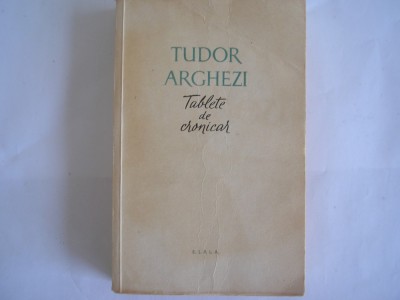 TUDOR
ARGHEZI
Tablete
de
cronicar
E.S.P.L.A.